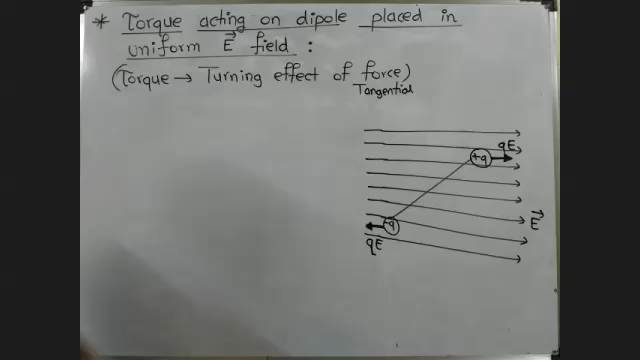 * Torque acting on dipole placed in
uniform E⃗ field :
(Torque → Turning effect of force)
Tangential
qE
+q
-q
E⃗
qE